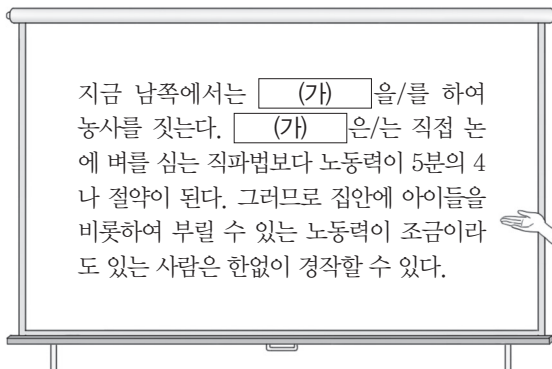 지금 남쪽에서는 (가) 을/를 하여
농사를 짓는다. (가) 은/는 직접 논
에 벼를 심는 직파법보다 노동력이 5분의 4
나 절약이 된다. 그러므로 집안에 아이들을
비롯하여 부릴 수 있는 노동력이 조금이라
도 있는 사람은 한없이 경작할 수 있다.